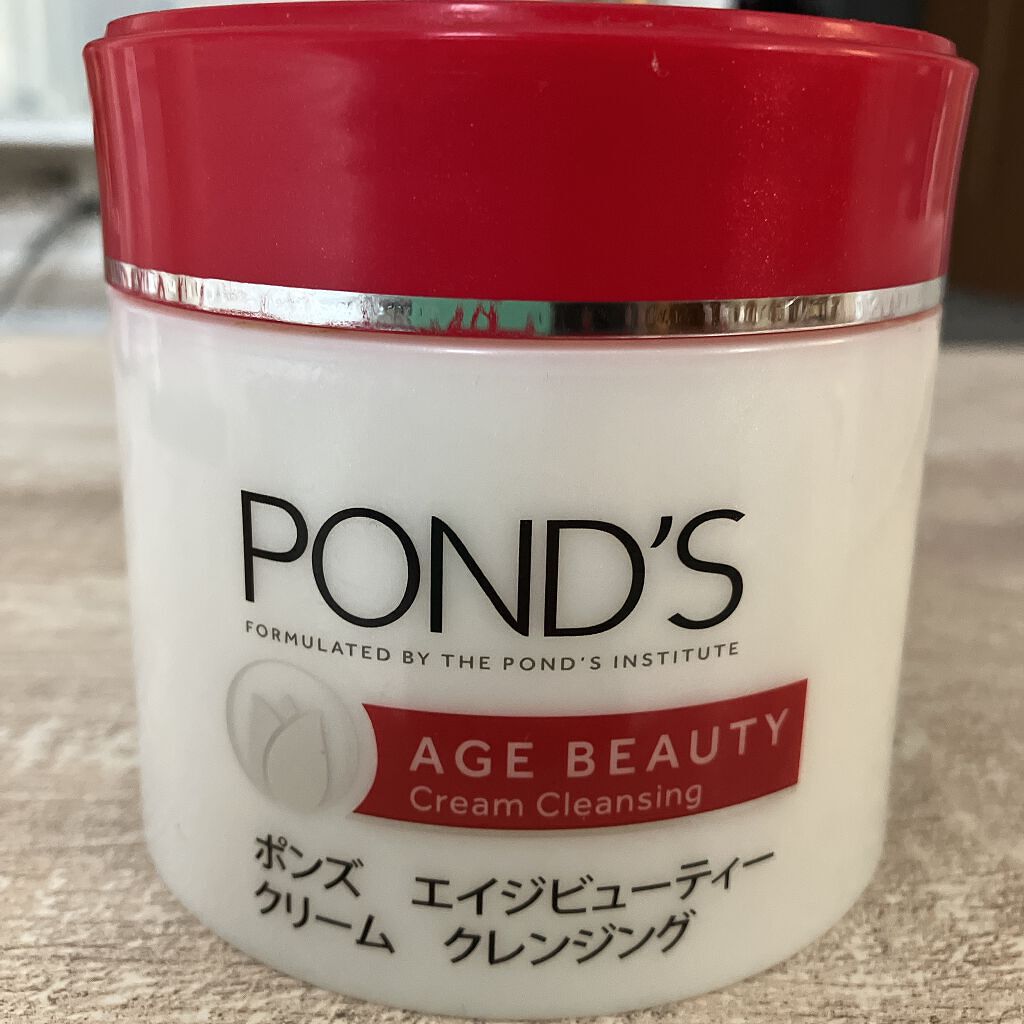 POND'S
FORMULATED BY THE POND'S INSTITUTE
AGE BEAUTY
Cream Cleansing
ポンズ エイジビューティー
クリーム クレンジング